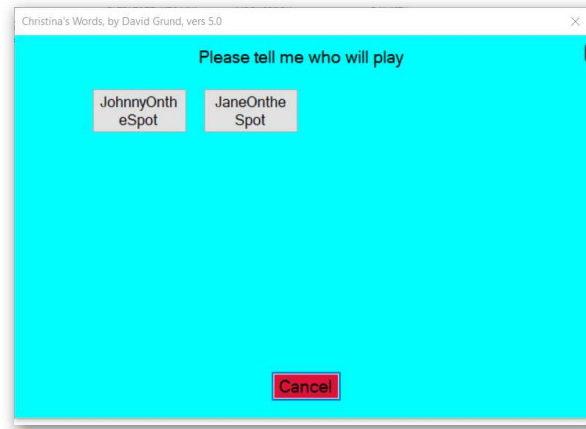 Christina's Words, by David Grund, vers 5.0
Please tell me who will play
JohnnyOnth
eSpot
JaneOnthe
Spot
Cancel